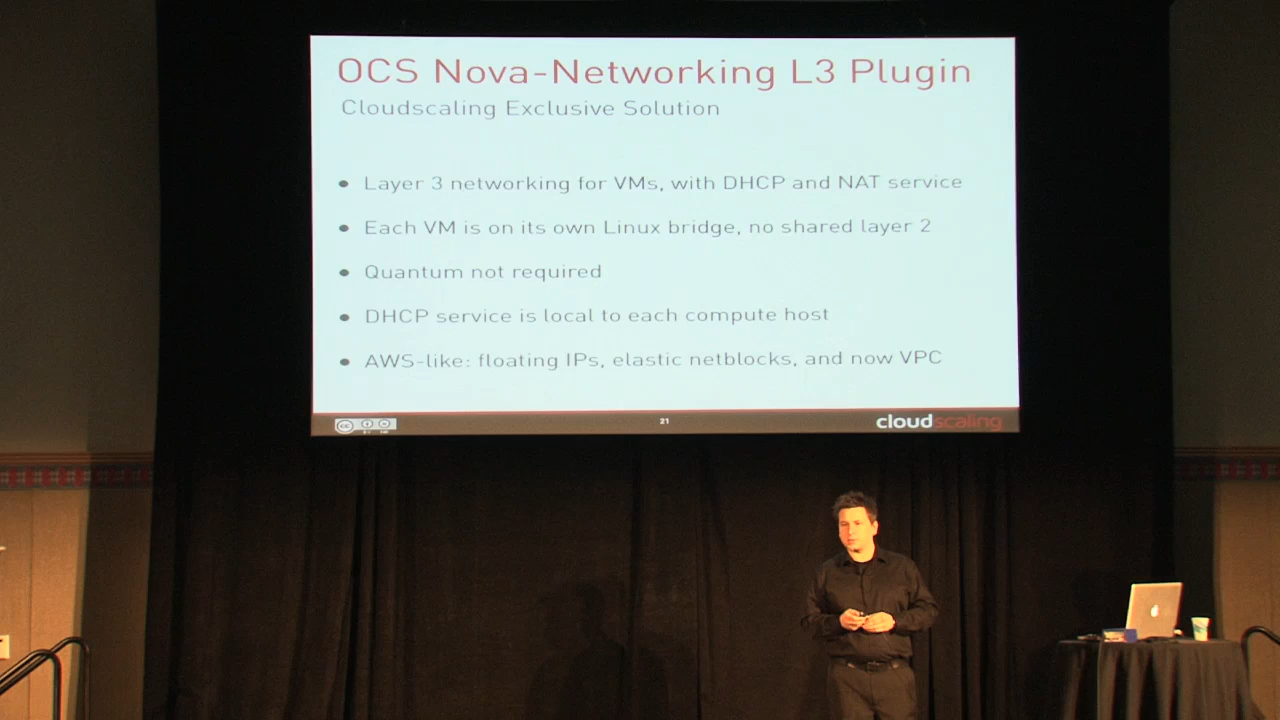 OCS Nova-Networking L3 Plugin
Cloudscaling Exclusive Solution
Layer 3 networking for VMs, with DHCP and NAT service
Each VM is on its own Linux bridge, no shared layer 2
Quantum not required
DHCP service is local to each compute host
AWS-like: floating IPs, elastic netblocks, and now VPC
cc
21
cloudscaling